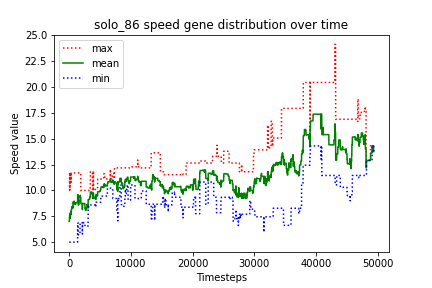 solo_86 speed gene distribution over time
max
mean
min
Speed value
25.0
22.5
20.0
17.5
15.0
12.5
10.0
7.5
5.0
0 10000 20000 30000 40000 50000
Timesteps